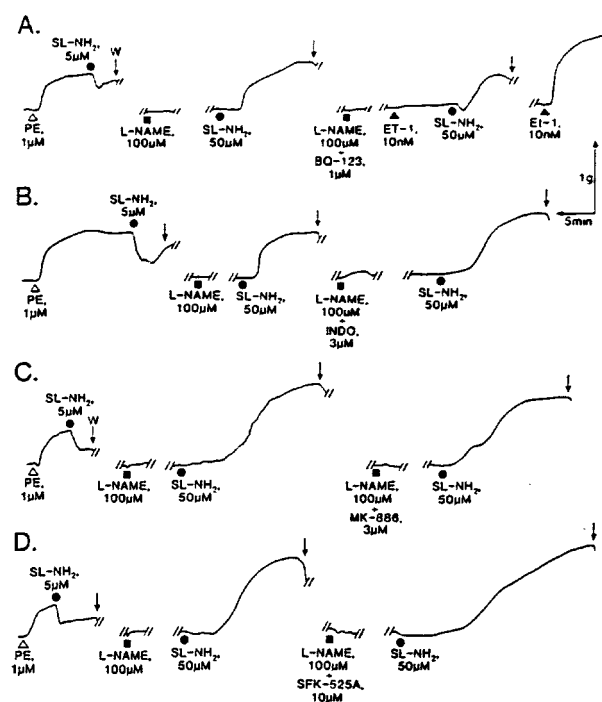 A.
SL-NH₂,
5μM
W
PE,
1μM
L-NAME,
100μM
SL-NH₂,
50μM
L-NAME,
100μM
+
BQ-123,
1μM
ET-1,
10nM
SL-NH₂,
50μM
ET-1,
10nM
1g
5min
B.
SL-NH₂,
5μM
PE,
1μM
L-NAME,
100μM
SL-NH₂,
50μM
L-NAME,
100μM
+
INDO,
3μM
SL-NH₂,
50μM
C.
SL-NH₂,
5μM
W
PE,
1μM
L-NAME,
100μM
SL-NH₂,
50μM
L-NAME,
100μM
+
MK-886,
3μM
SL-NH₂,
50μM
D.
SL-NH₂,
5μM
PE,
1μM
L-NAME,
100μM
SL-NH₂,
50μM
L-NAME,
100μM
+
SFK-525A,
10μM
SL-NH₂,
50μM